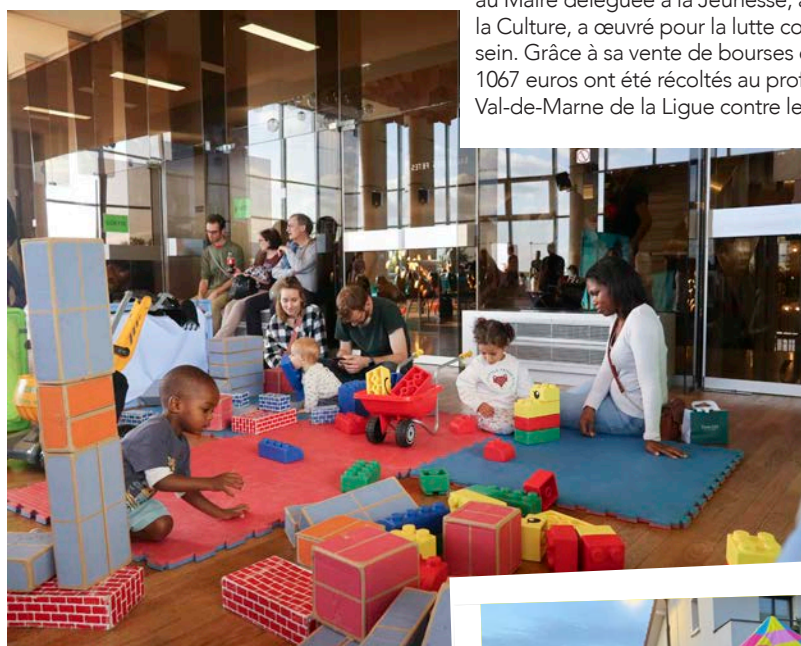 au Maire déléguée à la Jeunesse, à
la Culture, a œuvré pour la lutte co
sein. Grâce à sa vente de bourses
1067 euros ont été récoltés au prof
Val-de-Marne de la Ligue contre le